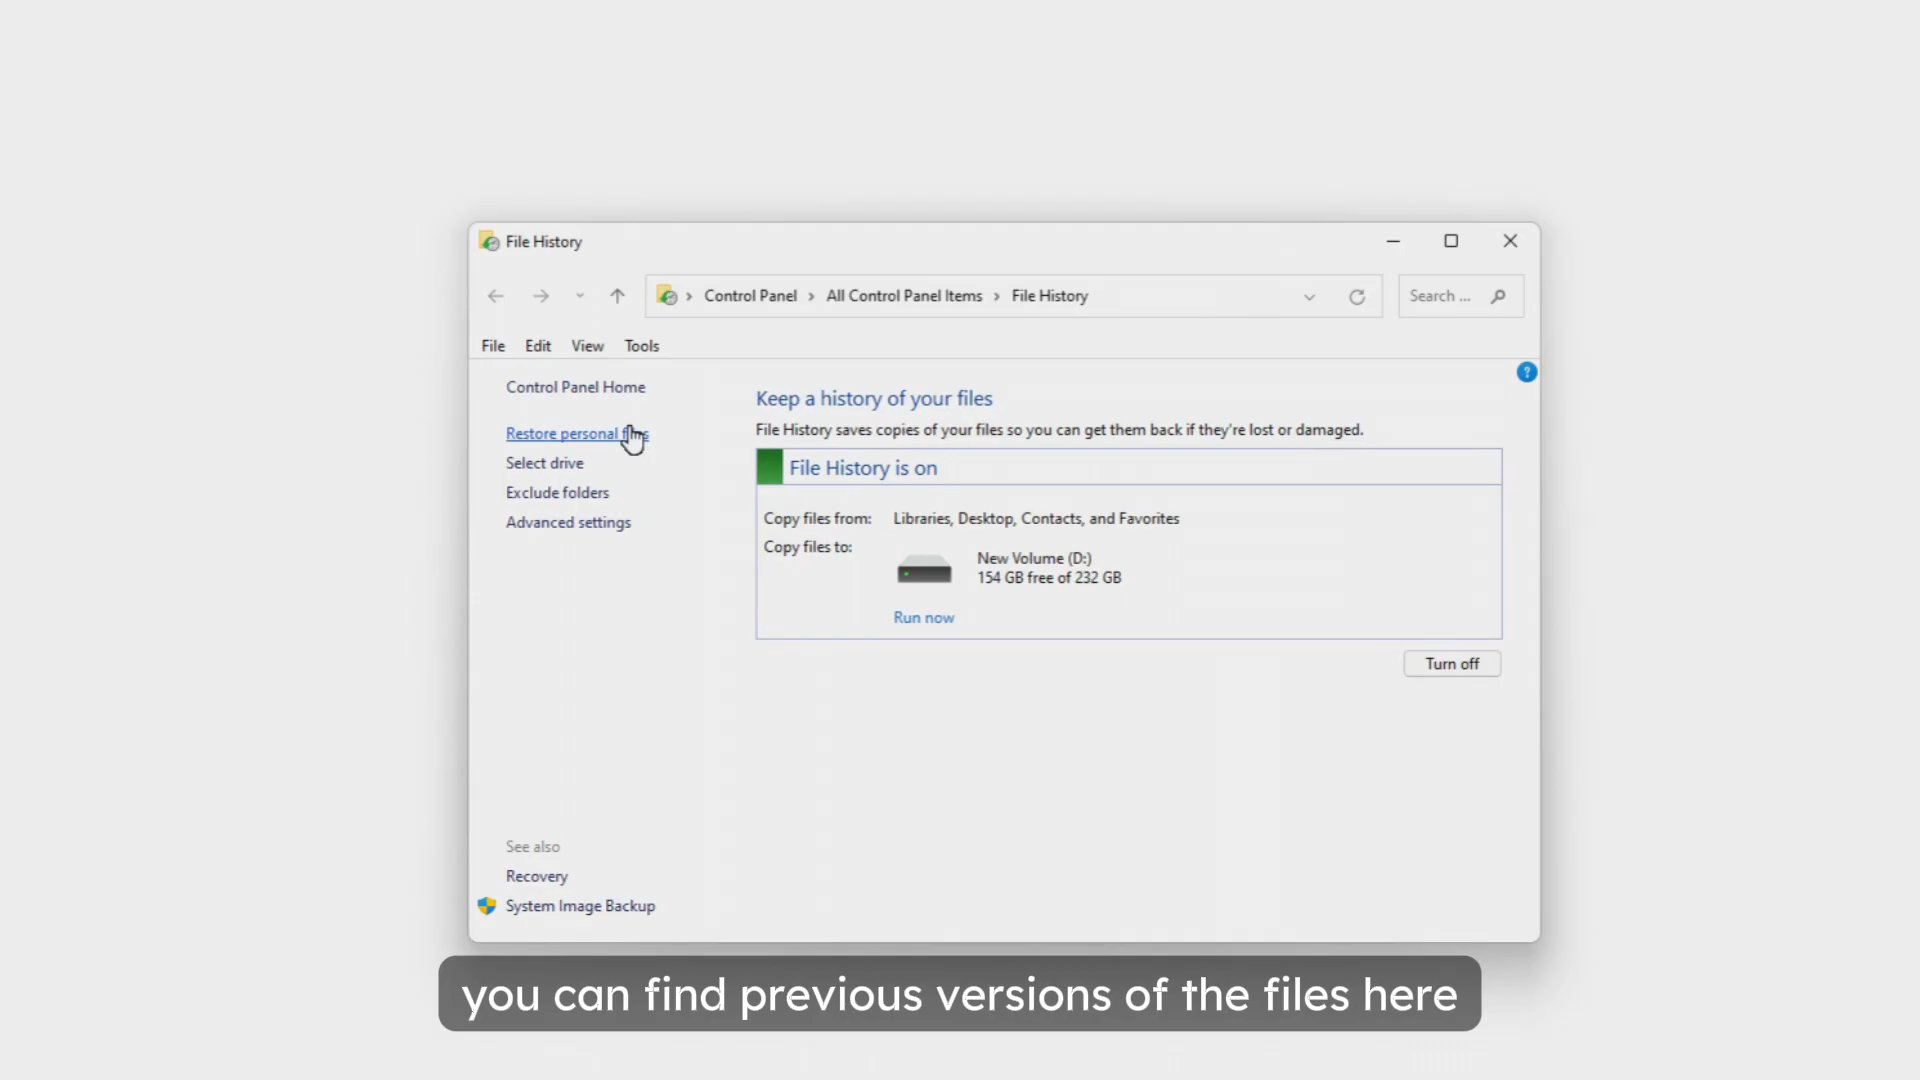 File History
Control Panel > All Control Panel Items > File History
Search ...
File Edit View Tools
?
Control Panel Home
Restore personal files
Select drive
Exclude folders
Advanced settings
Keep a history of your files
File History saves copies of your files so you can get them back if they're lost or damaged.
File History is on
Copy files from: Libraries, Desktop, Contacts, and Favorites
Copy files to:
New Volume (D:)
154 GB free of 232 GB
Run now
Turn off
See also
Recovery
System Image Backup
you can find previous versions of the files here